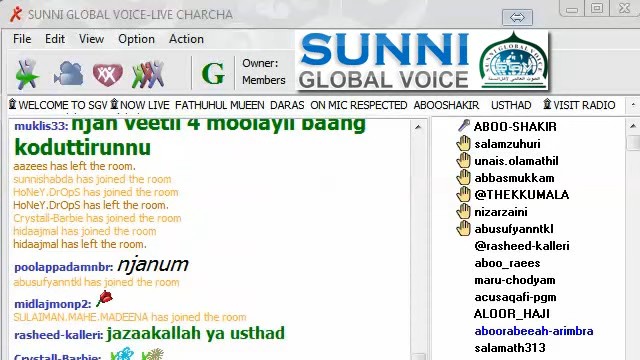 SUNNI GLOBAL VOICE-LIVE CHARCHA
File Edit View Option Action
SUNNI
GLOBAL VOICE
SUNNI GLOBAL VOICE
G
Owner:
Members
WELCOME TO SGV NOW LIVE FATHUHUL MUEEN DARAS ON MIC RESPECTED ABOOSHAKIR USTHAD VISIT RADIO
muklis33: njan veetil 4 moolayil baang
koduttirunnu
aazees has left the room.
sunnishabda has joined the room
HoNeY.DrOpS has joined the room
HoNeY.DrOpS has left the room.
Crystall-Barbie has joined the room
hidaajmal has joined the room
hidaajmal has left the room.
poolappadamnbr: njanum
abusufyanntkl has joined the room
midlajmonp2:
SULAIMAN.MAHE.MADEENA has joined the room
rasheed-kalleri: jazaakallah ya usthad
Crystall-Barbie:
ABOO-SHAKIR
salamzuhuri
unais.olamathil
abbasmukkam
@THEKKUMALA
nizarzaini
abusufyanntkl
@rasheed-kalleri
aboo_raees
maru-chodyam
acusaqafi-pgm
ALOOR_HAJI
aboorabeeah-arimbra
salamath313